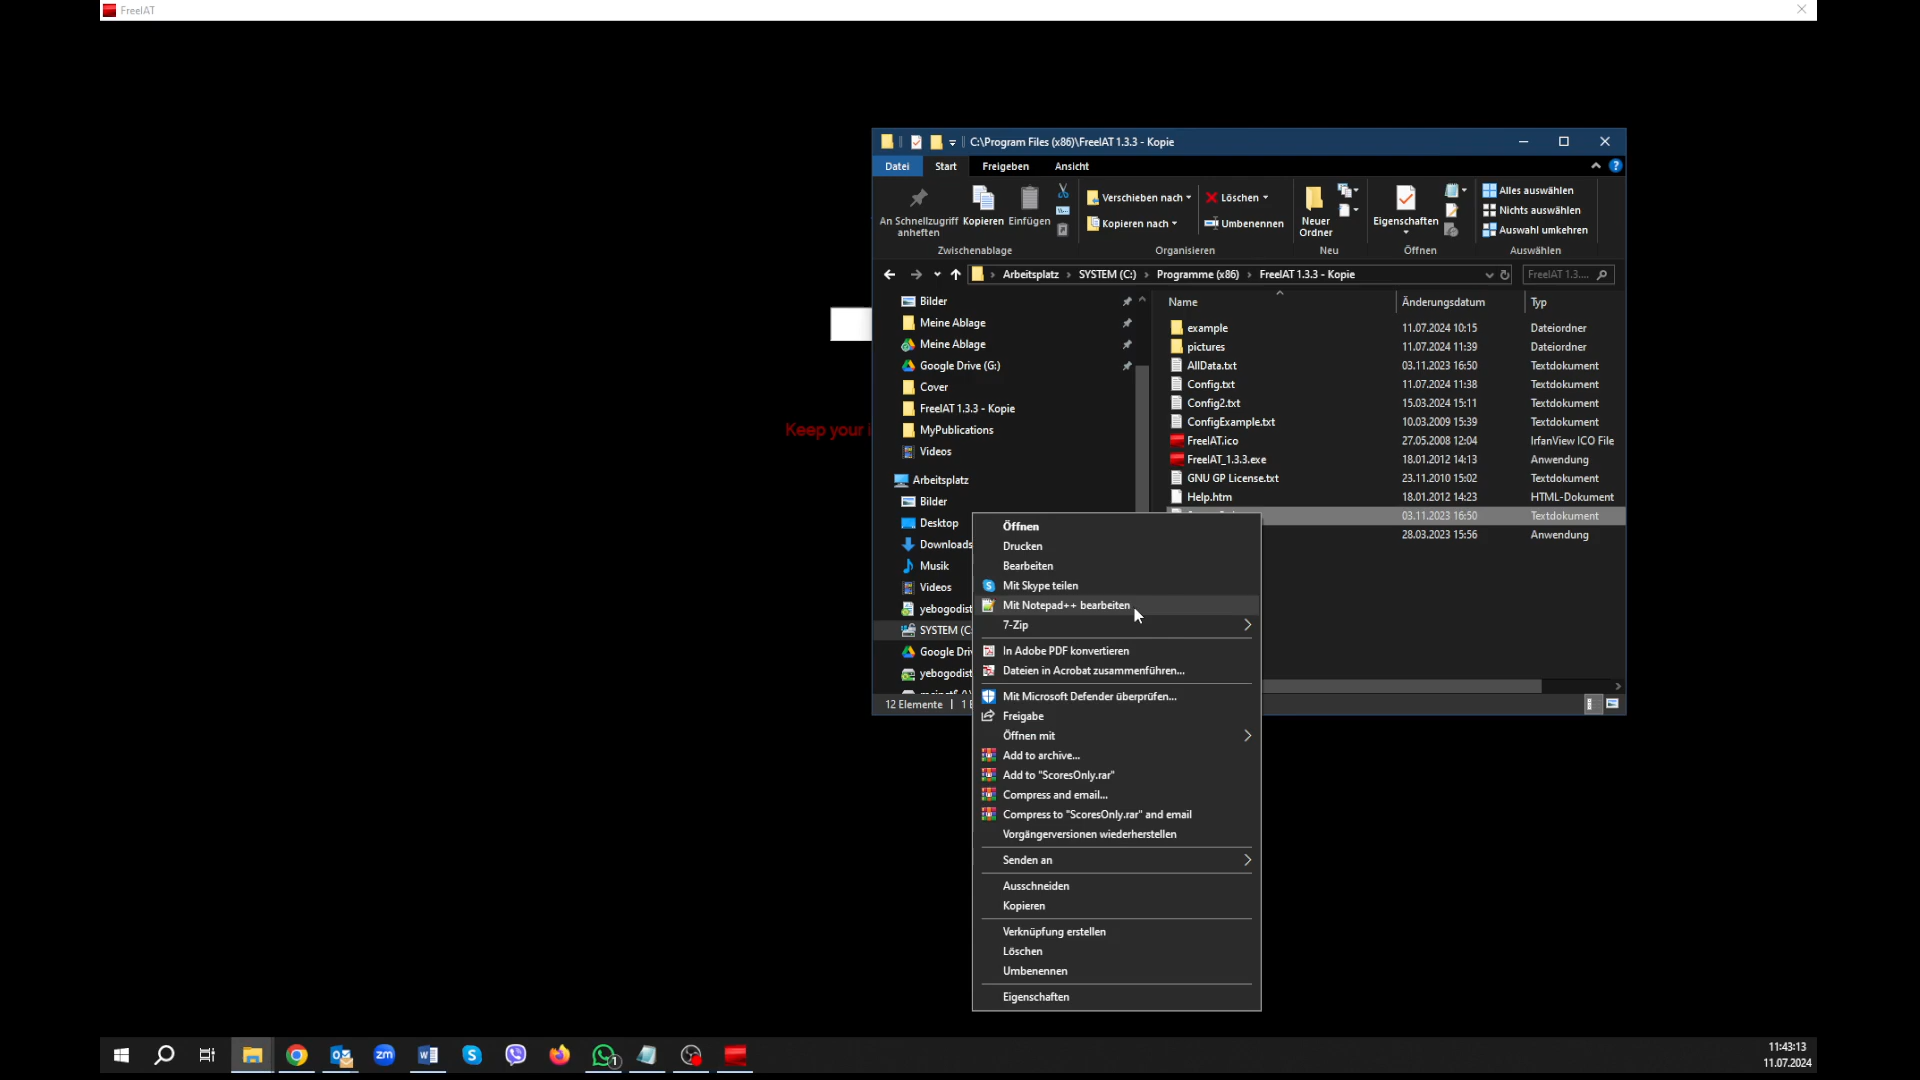 FreeIAT
Keep your i
C:\Program Files (x86)\FreeIAT 1.3.3 - Kopie
Datei Start Freigeben Ansicht
An Schnellzugriff anheften
Kopieren
Einfügen
Verschieben nach
Kopieren nach
Löschen
Umbenennen
Neuer Ordner
Eigenschaften
Alles auswählen
Nichts auswählen
Auswahl umkehren
Zwischenablage Organisieren Neu Öffnen Auswählen
Arbeitsplatz SYSTEM (C:) Programme (x86) FreeIAT 1.3.3 - Kopie
FreeIAT 1.3....
Bilder
Meine Ablage
Meine Ablage
Google Drive (G:)
Cover
FreeIAT 1.3.3 - Kopie
MyPublications
Videos
Arbeitsplatz
Bilder
Desktop
Downloads
Musik
Videos
yebogodist
SYSTEM (C:
Google Driv
yebogodist
12 Elemente
Name Änderungsdatum Typ
example 11.07.2024 10:15 Dateiordner
pictures 11.07.2024 11:39 Dateiordner
AllData.txt 03.11.2023 16:50 Textdokument
Config.txt 11.07.2024 11:38 Textdokument
Config2.txt 15.03.2024 15:11 Textdokument
ConfigExample.txt 10.03.2009 15:39 Textdokument
FreeIAT.ico 27.05.2008 12:04 IrfanView ICO File
FreeIAT_1.3.3.exe 18.01.2012 14:13 Anwendung
GNU GP License.txt 23.11.2010 15:02 Textdokument
Help.htm 18.01.2012 14:23 HTML-Dokument
03.11.2023 16:50 Textdokument
28.03.2023 15:56 Anwendung
Öffnen
Drucken
Bearbeiten
Mit Skype teilen
Mit Notepad++ bearbeiten
7-Zip
In Adobe PDF konvertieren
Dateien in Acrobat zusammenführen...
Mit Microsoft Defender überprüfen...
Freigabe
Öffnen mit
Add to archive...
Add to "ScoresOnly.rar"
Compress and email...
Compress to "ScoresOnly.rar" and email
Vorgängerversionen wiederherstellen
Senden an
Ausschneiden
Kopieren
Verknüpfung erstellen
Löschen
Umbenennen
Eigenschaften
zm
1
11:43:13
11.07.2024